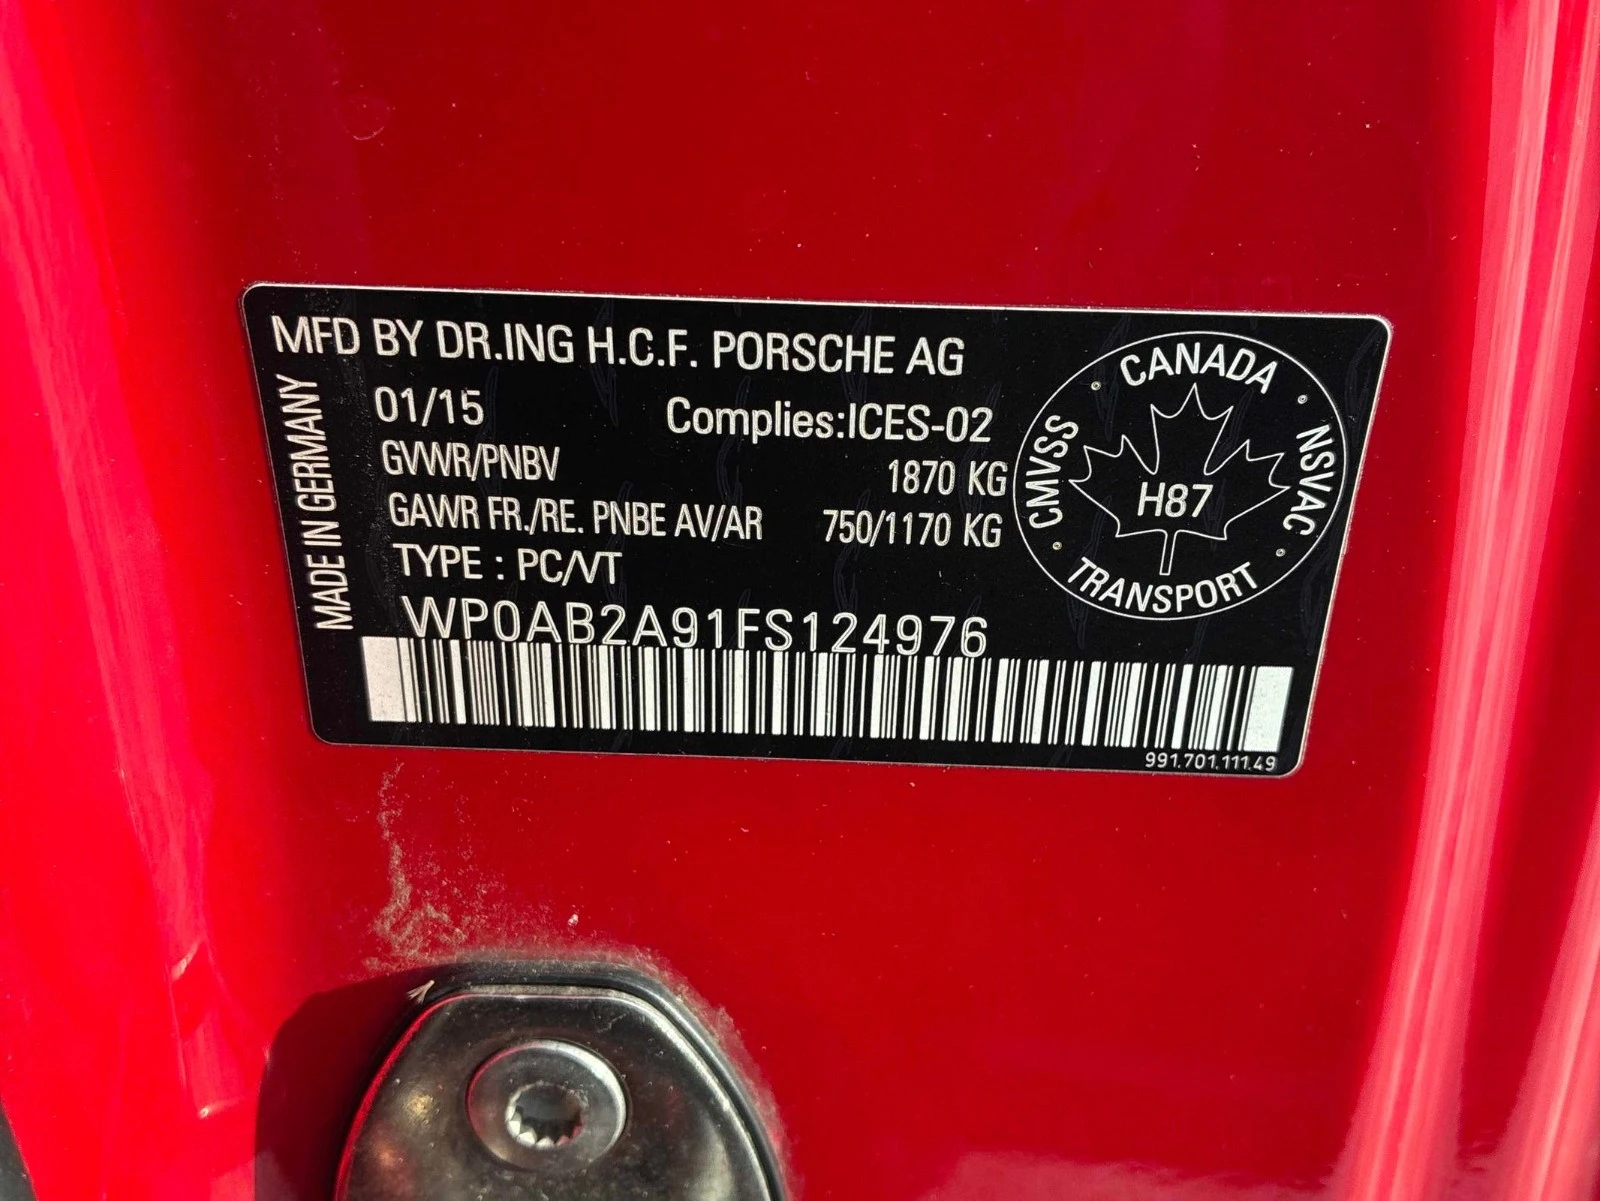 MFD BY DR.ING H.C.F. PORSCHE AG
01/15
Complies:ICES-02
GVWR/PNBV 1870 KG
GAWR FR./RE. PNBE AV/AR 750/1170 KG
TYPE : PC/VT
WP0AB2A91FS124976
991.701.111.49
MADE IN GERMANY
CANADA
CMVSS
NSVAC
H87
TRANSPORT